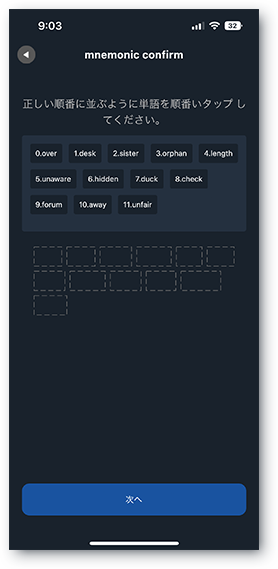 9:03 32
mnemonic confirm
正しい順番に並ぶように単語を順番いタップし
てください。
0.over 1.desk 2.sister 3.orphan 4.length
5.unaware 6.hidden 7.duck 8.check
9.forum 10.away 11.unfair
次へ